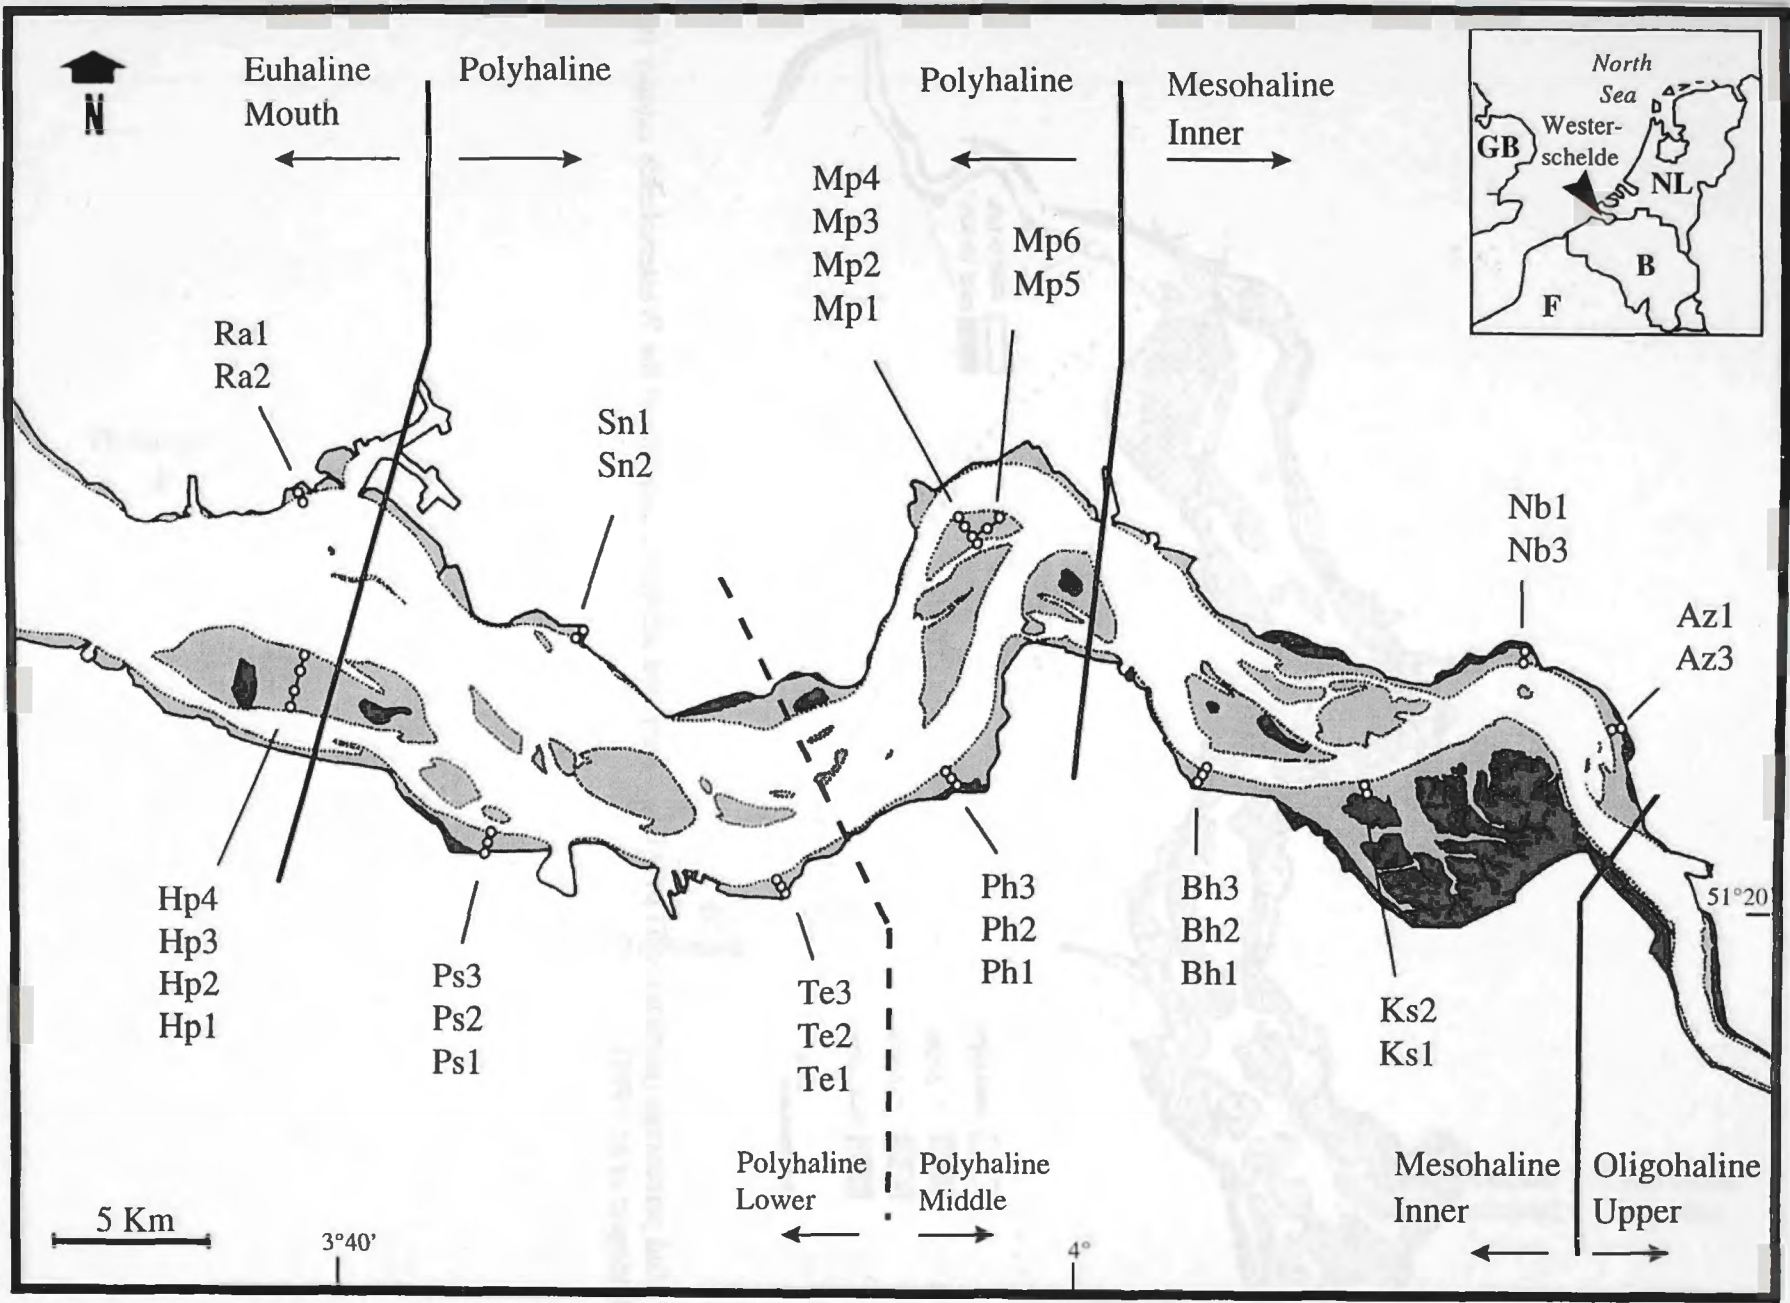 N
Euhaline
Mouth
Polyhaline
Polyhaline
Mesohaline
Inner
North
Sea
Wester-
schelde
GB
NL
B
F
Mp4
Mp3
Mp2
Mp1
Mp6
Mp5
Ra1
Ra2
Sn1
Sn2
Nb1
Nb3
Az1
Az3
51°20
Hp4
Hp3
Hp2
Hp1
Ps3
Ps2
Ps1
Te3
Te2
Te1
Ph3
Ph2
Ph1
Bh3
Bh2
Bh1
Ks2
Ks1
Polyhaline
Lower
Polyhaline
Middle
Mesohaline
Inner
Oligohaline
Upper
5 Km
3°40'
4°